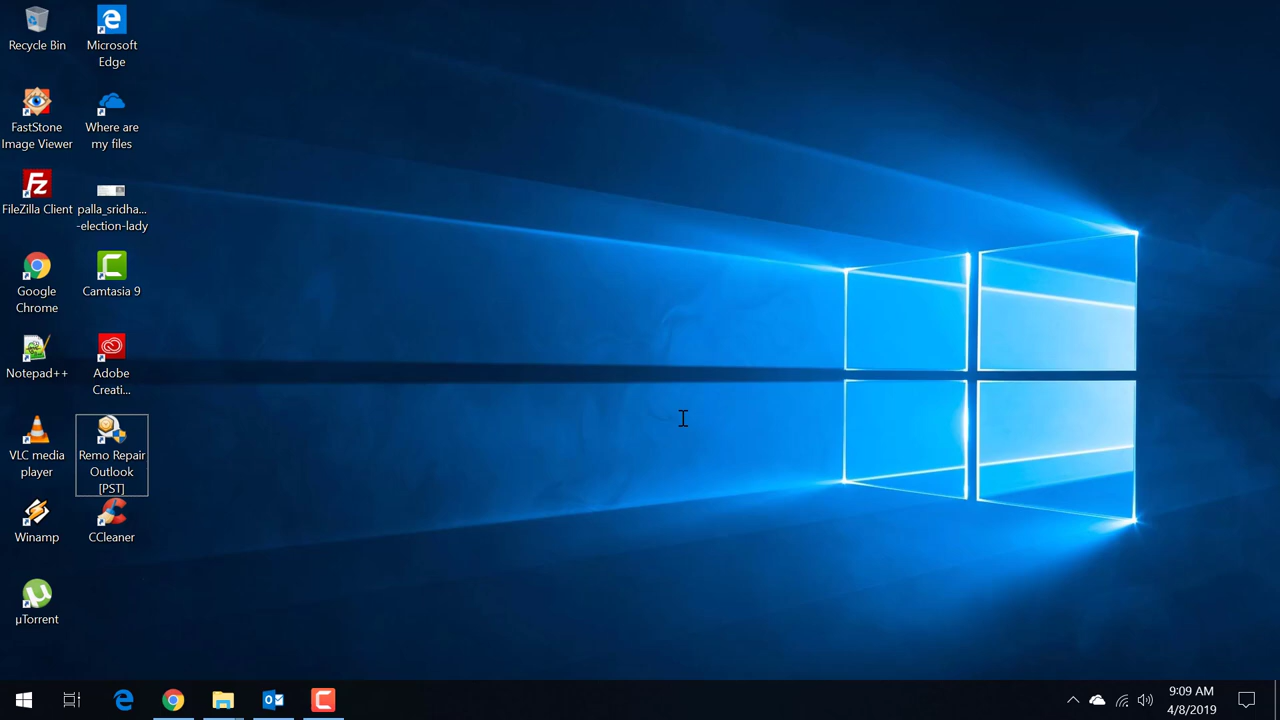 Recycle Bin
Microsoft
Edge
FastStone
Image Viewer
Where are
my files
FileZilla Client
palla_sridha...
-election-lady
Google
Chrome
Camtasia 9
Notepad++
Adobe
Creati...
VLC media
player
Remo Repair
Outlook
[PST]
Winamp
CCleaner
µTorrent
9:09 AM
4/8/2019